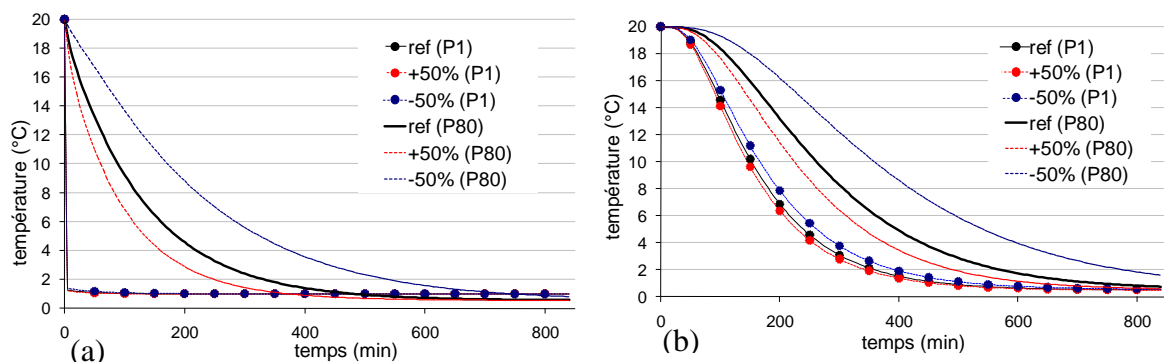 20
18
16
14
12
10
8
6
4
2
0
température (°C)
0
200
400
600
800
temps (min)
(a)
ref (P1)
+50% (P1)
-50% (P1)
ref (P80)
+50% (P80)
-50% (P80)
20
18
16
14
12
10
8
6
4
2
0
température (°C)
0
200
400
600
800
temps (min)
(b)
ref (P1)
+50% (P1)
-50% (P1)
ref (P80)
+50% (P80)
-50% (P80)